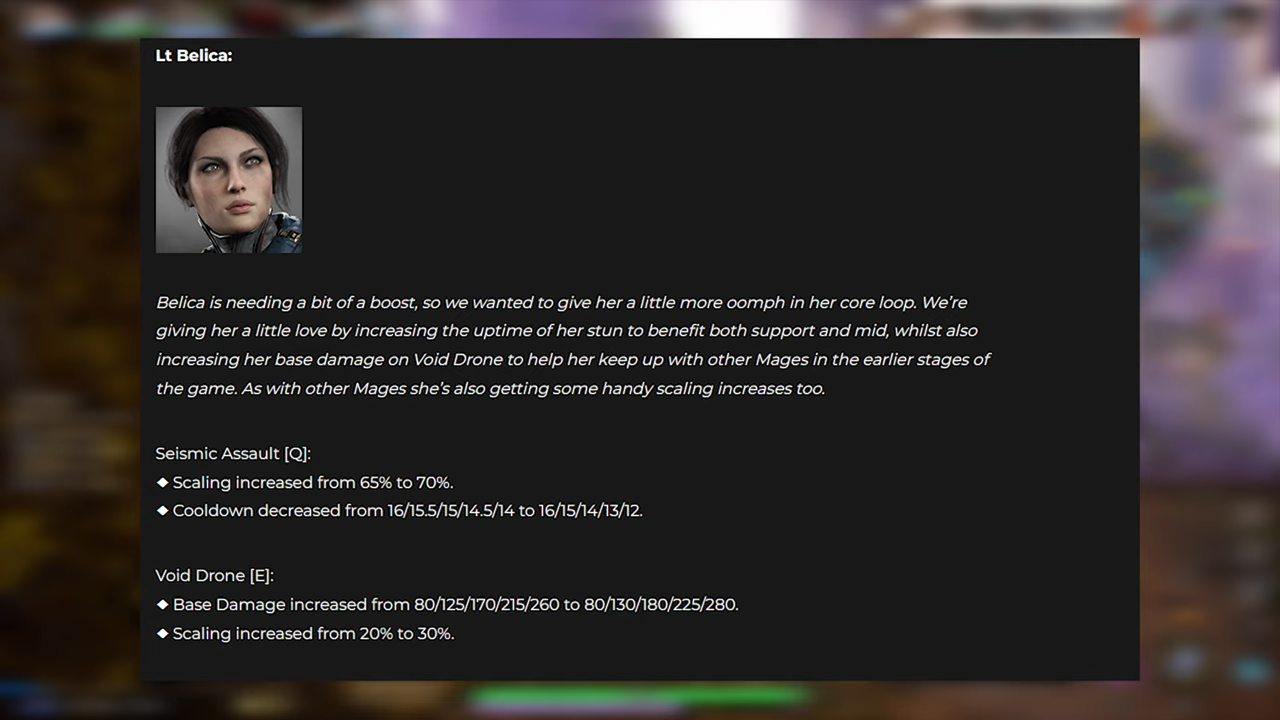 Lt Belica:
Belica is needing a bit of a boost, so we wanted to give her a little more oomph in her core loop. We’re
giving her a little love by increasing the uptime of her stun to benefit both support and mid, whilst also
increasing her base damage on Void Drone to help her keep up with other Mages in the earlier stages of
the game. As with other Mages she’s also getting some handy scaling increases too.
Seismic Assault [Q]:
◆ Scaling increased from 65% to 70%.
◆ Cooldown decreased from 16/15.5/15/14.5/14 to 16/15/14/13/12.
Void Drone [E]:
◆ Base Damage increased from 80/125/170/215/260 to 80/130/180/225/280.
◆ Scaling increased from 20% to 30%.